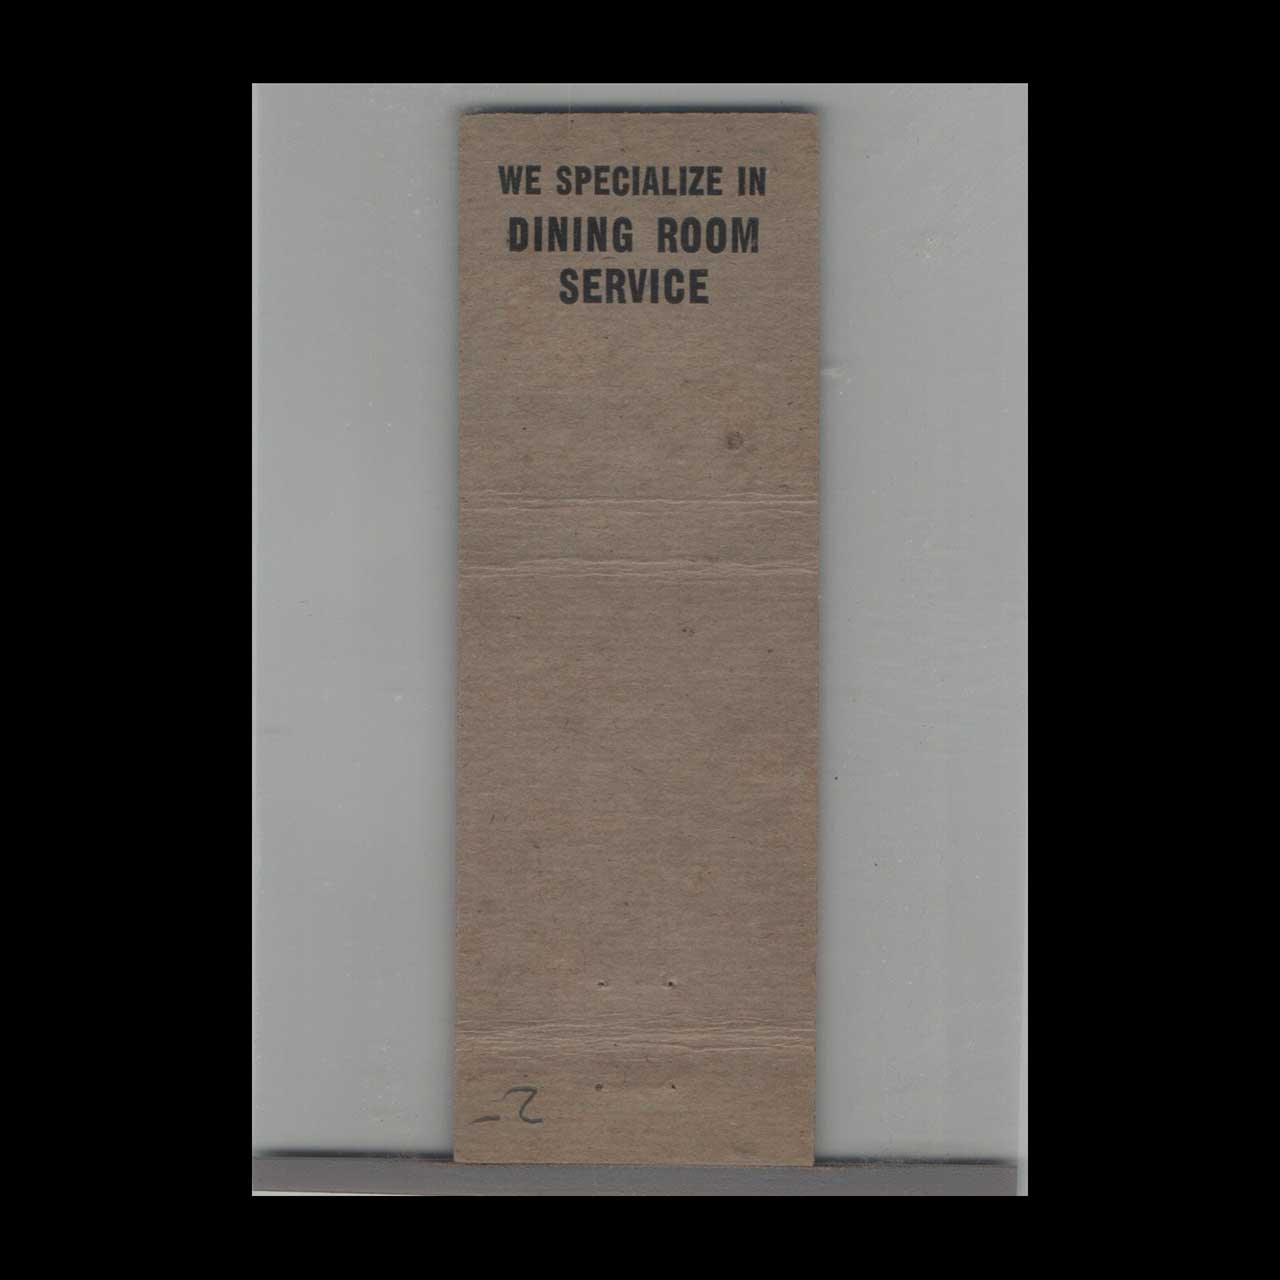 WE SPECIALIZE IN
DINING ROOM
SERVICE